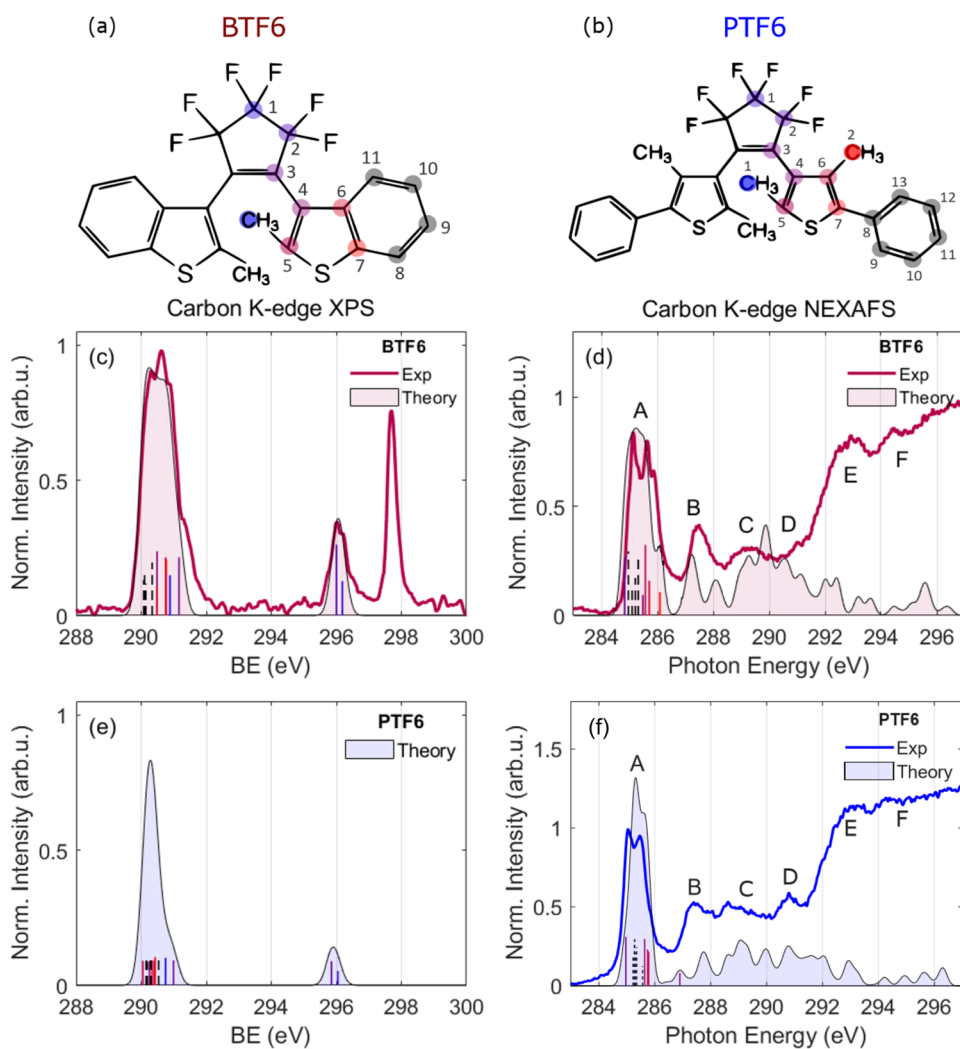 (a) BTF6
(b) PTF6
F F
F F
F F
1
2
3
4
5
6
7
8
9
10
11
CH3
CH3
S
S
F F
F F
F F
1
2
3
4
5
6
7
8
9
10
11
12
13
1
CH3
2
CH3
H3C
CH3
S
S
Carbon K-edge XPS
Carbon K-edge NEXAFS
(c)
BTF6
Exp
Theory
Norm. Intensity (arb.u.)
1
0.5
0
288 290 292 294 296 298 300
BE (eV)
(d)
BTF6
Exp
Theory
A
B
C
D
E
F
Norm. Intensity (arb.u.)
1
0.5
0
284 286 288 290 292 294 296
Photon Energy (eV)
(e)
PTF6
Theory
Norm. Intensity (arb.u.)
1
0.5
0
288 290 292 294 296 298 300
BE (eV)
(f)
PTF6
Exp
Theory
A
B
C
D
E
F
Norm. Intensity (arb.u.)
1.5
1
0.5
0
284 286 288 290 292 294 296
Photon Energy (eV)